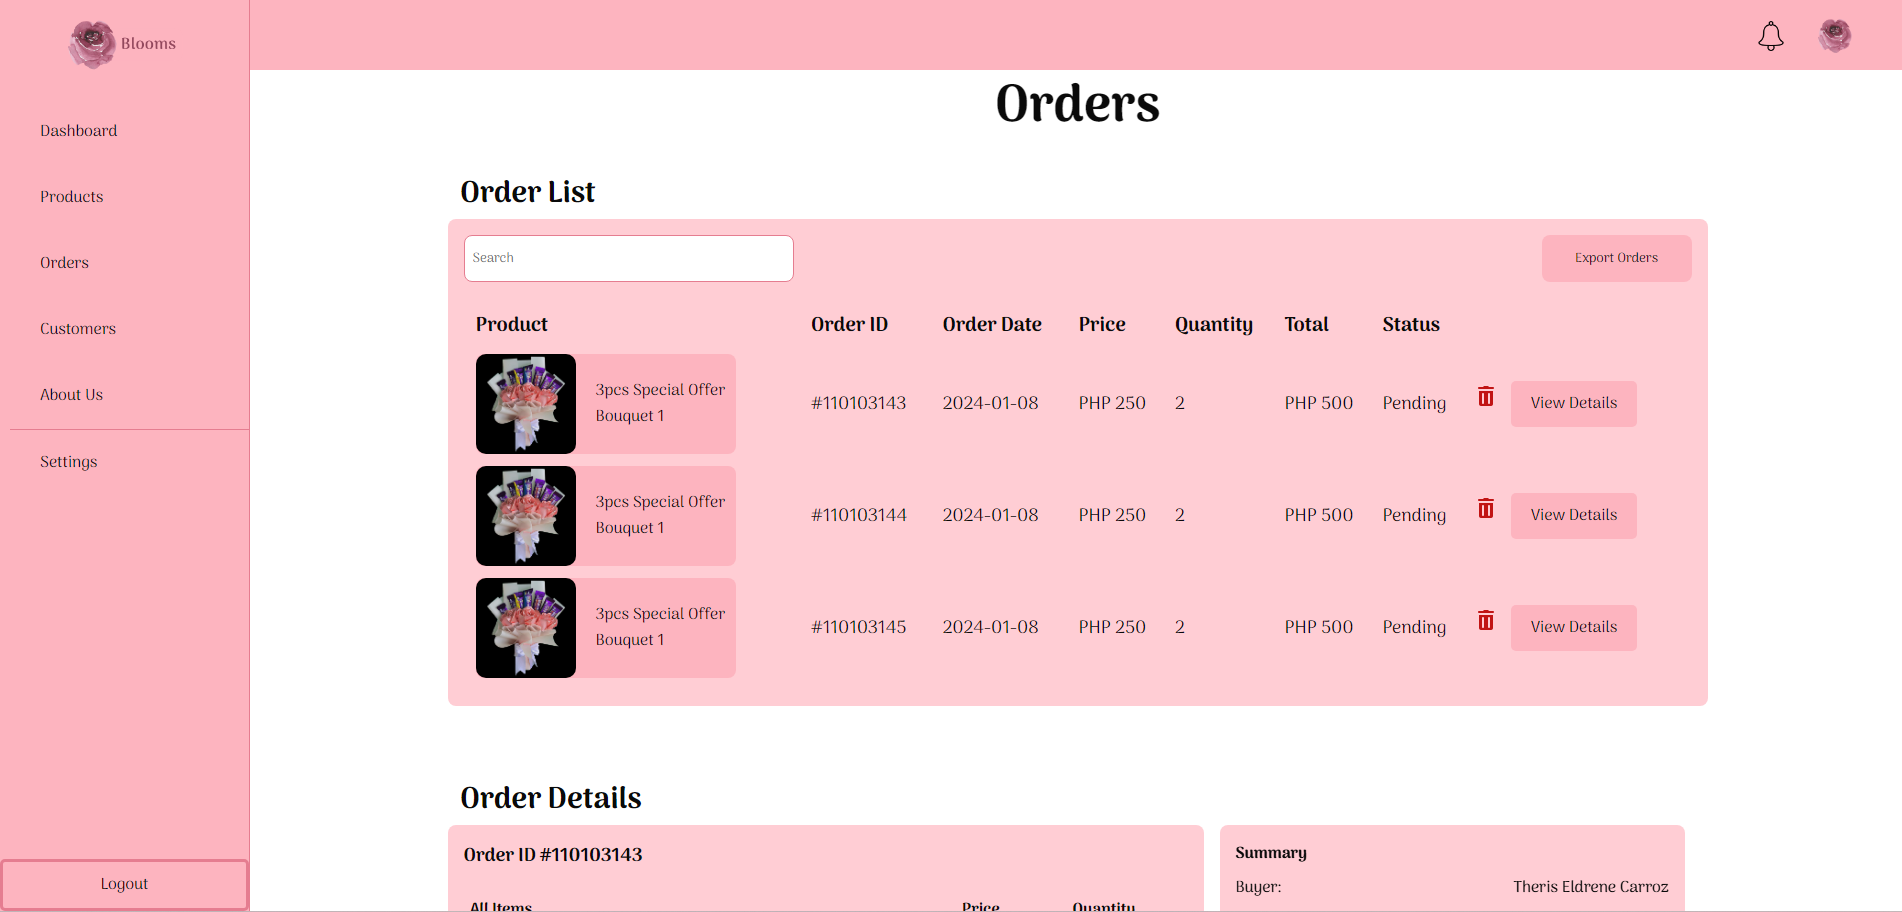 Blooms
Dashboard
Products
Orders
Customers
About Us
Settings
Logout
Orders
Order List
Search
Export Orders
Product Order ID Order Date Price Quantity Total Status
3pcs Special Offer
Bouquet 1
#110103143 2024-01-08 PHP 250 2 PHP 500 Pending View Details
3pcs Special Offer
Bouquet 1
#110103144 2024-01-08 PHP 250 2 PHP 500 Pending View Details
3pcs Special Offer
Bouquet 1
#110103145 2024-01-08 PHP 250 2 PHP 500 Pending View Details
Order Details
Order ID #110103143
All Items Price Quantity
Summary
Buyer: Theris Eldrene Carroz